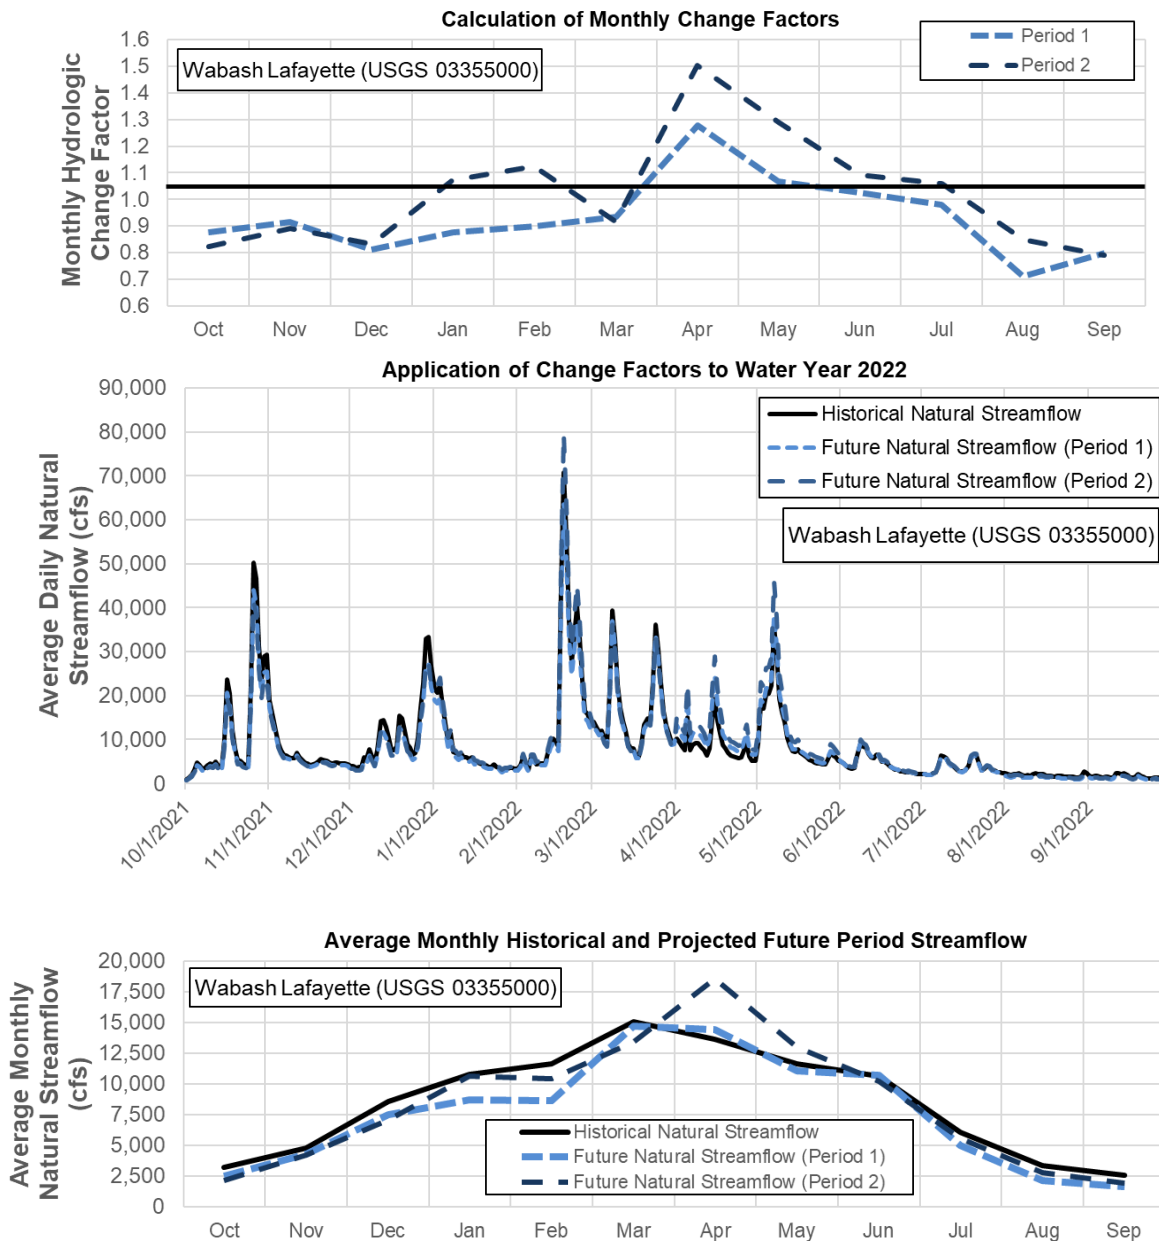 Calculation of Monthly Change Factors
Monthly Hydrologic
Change Factor
1.6
1.5
1.4
1.3
1.2
1.1
1.0
0.9
0.8
0.7
0.6
Wabash Lafayette (USGS 03355000)
Period 1
Period 2
Oct Nov Dec Jan Feb Mar Apr May Jun Jul Aug Sep
Application of Change Factors to Water Year 2022
Average Daily Natural
Streamflow (cfs)
90,000
80,000
70,000
60,000
50,000
40,000
30,000
20,000
10,000
0
Historical Natural Streamflow
Future Natural Streamflow (Period 1)
Future Natural Streamflow (Period 2)
Wabash Lafayette (USGS 03355000)
10/1/2021 11/1/2021 12/1/2021 1/1/2022 2/1/2022 3/1/2022 4/1/2022 5/1/2022 6/1/2022 7/1/2022 8/1/2022 9/1/2022
Average Monthly Historical and Projected Future Period Streamflow
Average Monthly
Natural Streamflow
(cfs)
20,000
17,500
15,000
12,500
10,000
7,500
5,000
2,500
0
Wabash Lafayette (USGS 03355000)
Historical Natural Streamflow
Future Natural Streamflow (Period 1)
Future Natural Streamflow (Period 2)
Oct Nov Dec Jan Feb Mar Apr May Jun Jul Aug Sep